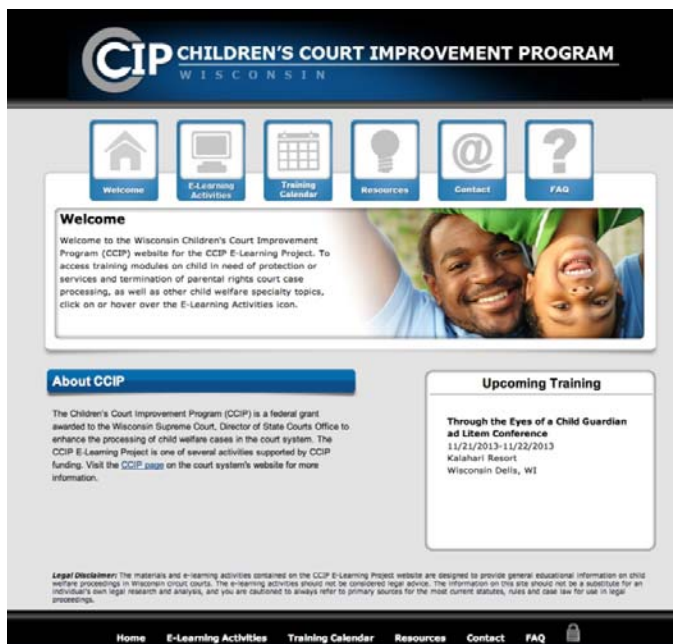 CCIP CHILDREN'S COURT IMPROVEMENT PROGRAM
WISCONSIN
Welcome
E-Learning
Activities
Training
Calendar
Resources
Contact
FAQ
Welcome
Welcome to the Wisconsin Children's Court Improvement
Program (CCIP) website for the CCIP E-Learning Project. To
access training modules on child in need of protection or
services and termination of parental rights court case
processing, as well as other child welfare specialty topics,
click on or hover over the E-Learning Activities icon.
About CCIP
The Children's Court Improvement Program (CCIP) is a federal grant
awarded to the Wisconsin Supreme Court, Director of State Courts Office to
enhance the processing of child welfare cases in the court system. The
CCIP E-Learning Project is one of several activities supported by CCIP
funding. Visit the CCIP page on the court system's website for more
information.
Upcoming Training
Through the Eyes of a Child Guardian
ad Litem Conference
11/21/2013-11/22/2013
Kalahari Resort
Wisconsin Dells, WI
Legal Disclaimer: The materials and e-learning activities contained on the CCIP E-Learning Project website are designed to provide general educational information on child
welfare proceedings in Wisconsin circuit courts. The e-learning activities should not be considered legal advice. The information on this site should not be a substitute for an
individual's own legal research and analysis, and you are cautioned to always refer to primary sources for the most current statutes, rules and case law for use in legal
proceedings.
Home E-Learning Activities Training Calendar Resources Contact FAQ